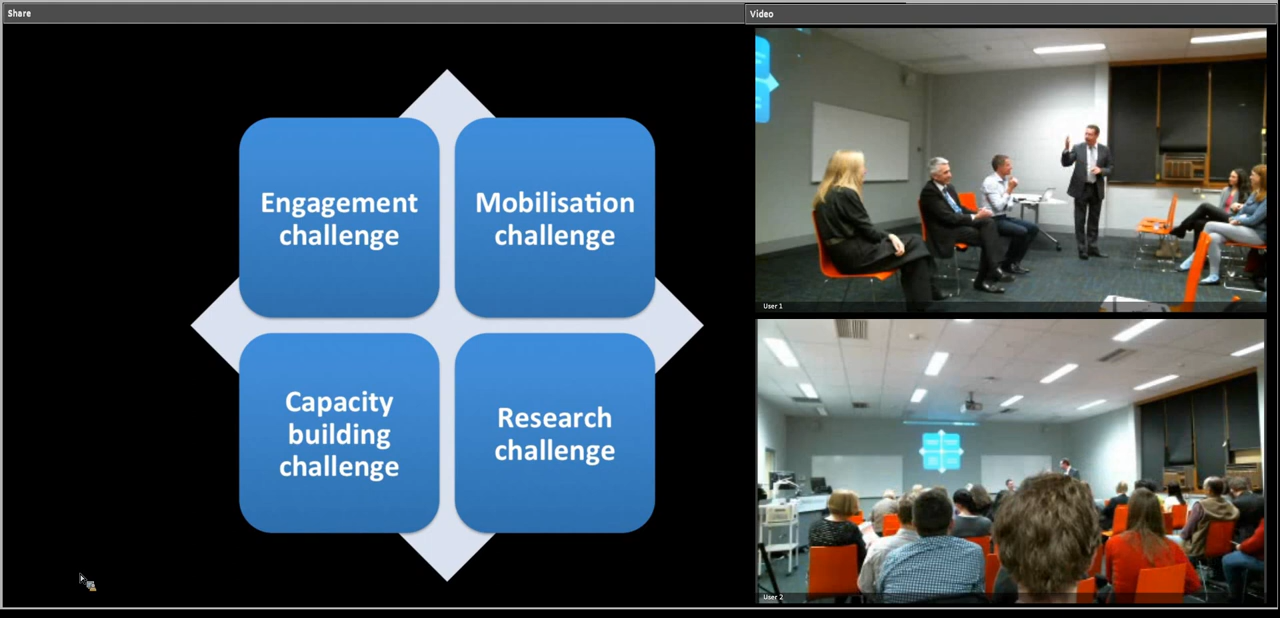 Share
Video
Engagement
challenge
Mobilisation
challenge
Capacity
building
challenge
Research
challenge
User 1
User 2